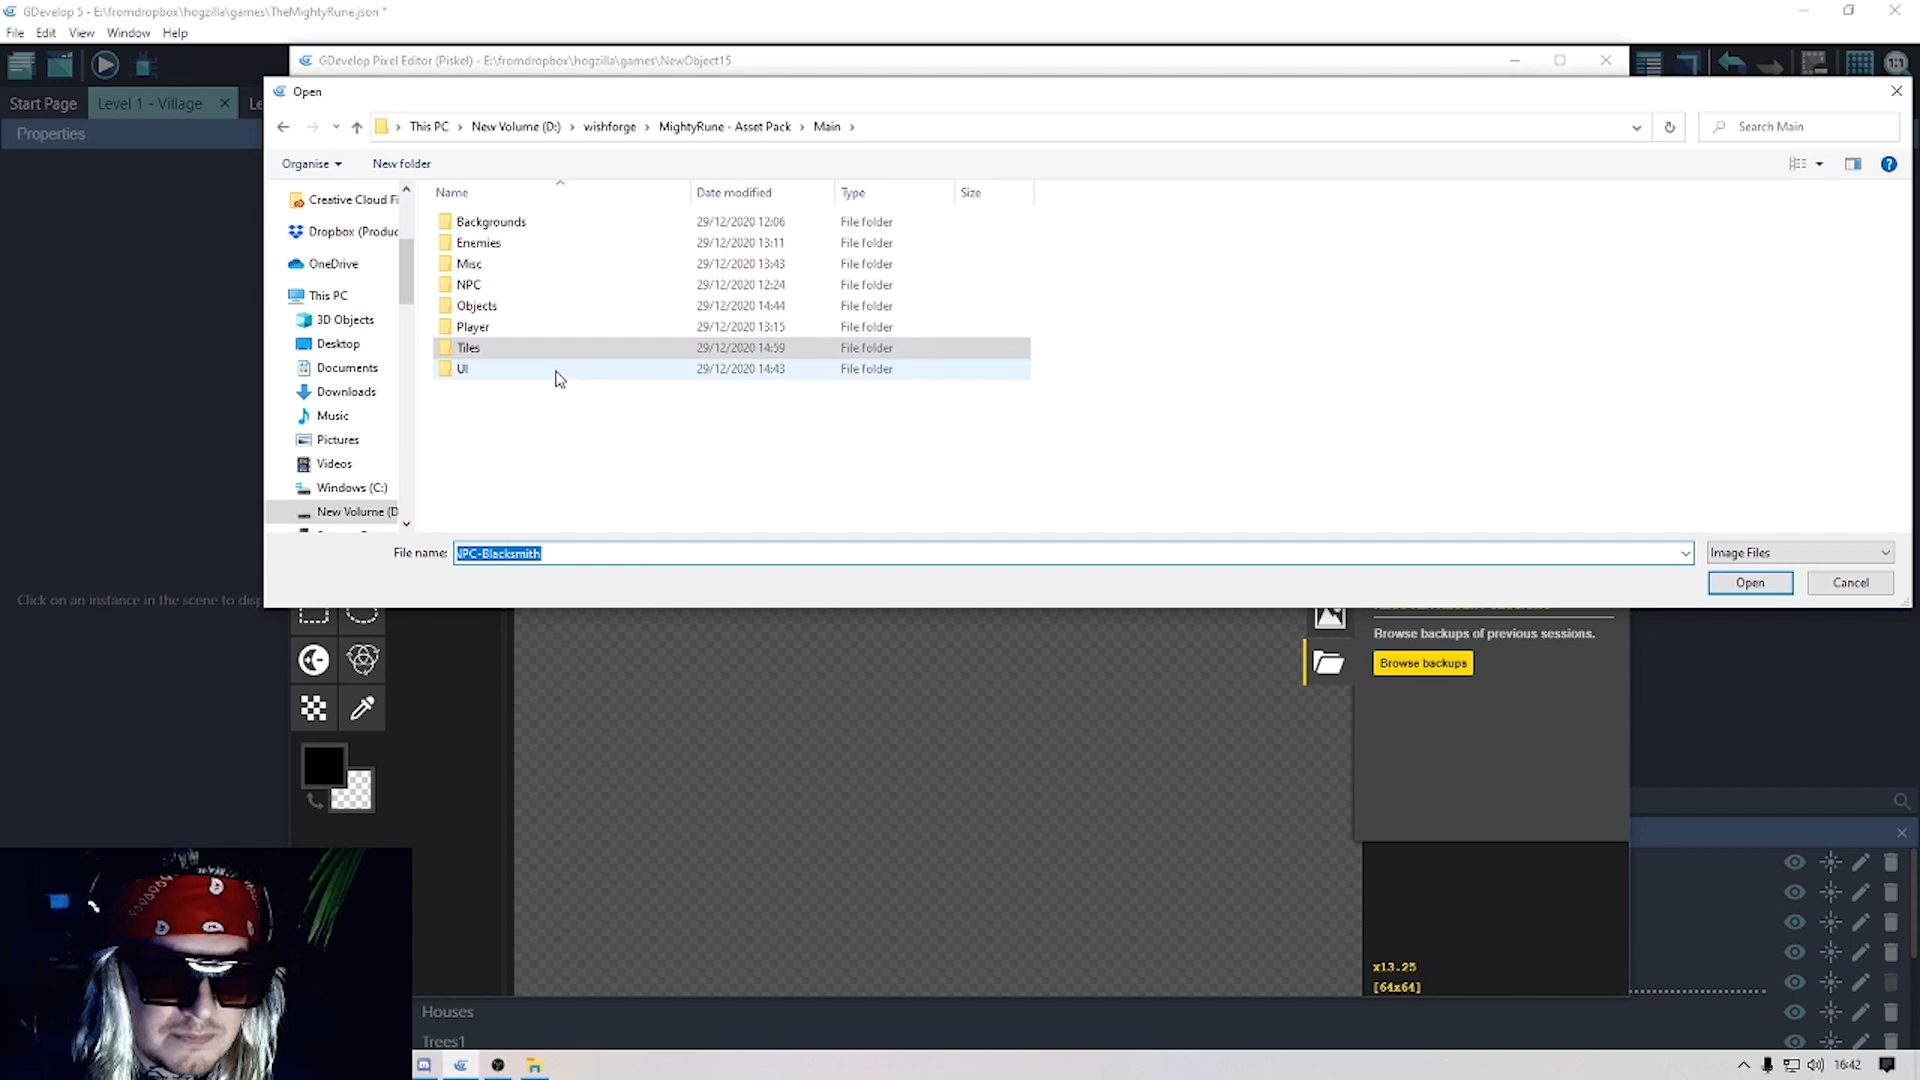 GDevelop 5 - E:\fromdropbox\hogzilla\games\TheMightyRune.json *
File Edit View Window Help
GDevelop Pixel Editor (Piskel) - E:\fromdropbox\hogzilla\games\NewObject15
Start Page
Level 1 - Village
Le
Properties
Open
This PC > New Volume (D:) > wishforge > MightyRune - Asset Pack > Main >
Search Main
Organise
New folder
Name Date modified Type Size
Backgrounds 29/12/2020 12:06 File folder
Enemies 29/12/2020 13:11 File folder
Misc 29/12/2020 13:43 File folder
NPC 29/12/2020 12:24 File folder
Objects 29/12/2020 14:44 File folder
Player 29/12/2020 13:15 File folder
Tiles 29/12/2020 14:59 File folder
UI 29/12/2020 14:43 File folder
Creative Cloud Fi
Dropbox (Produc
OneDrive
This PC
3D Objects
Desktop
Documents
Downloads
Music
Pictures
Videos
Windows (C:)
New Volume (D
File name: NPC-Blacksmith
Image Files
Open
Cancel
Click on an instance in the scene to disp
Browse backups of previous sessions.
Browse backups
x13.25
[64x64]
Houses
Trees1
1:1
16:42